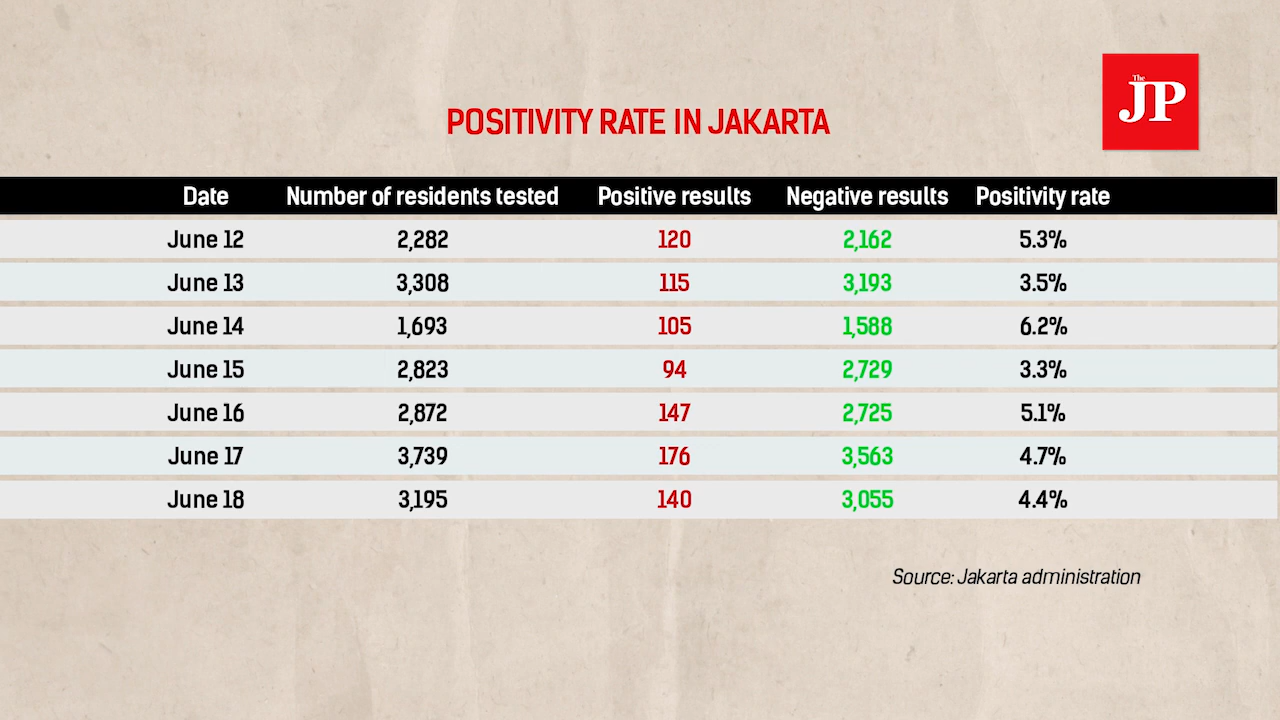 The
JP
POSITIVITY RATE IN JAKARTA
Date Number of residents tested Positive results Negative results Positivity rate
June 12 2,282 120 2,162 5.3%
June 13 3,308 115 3,193 3.5%
June 14 1,693 105 1,588 6.2%
June 15 2,823 94 2,729 3.3%
June 16 2,872 147 2,725 5.1%
June 17 3,739 176 3,563 4.7%
June 18 3,195 140 3,055 4.4%
Source: Jakarta administration